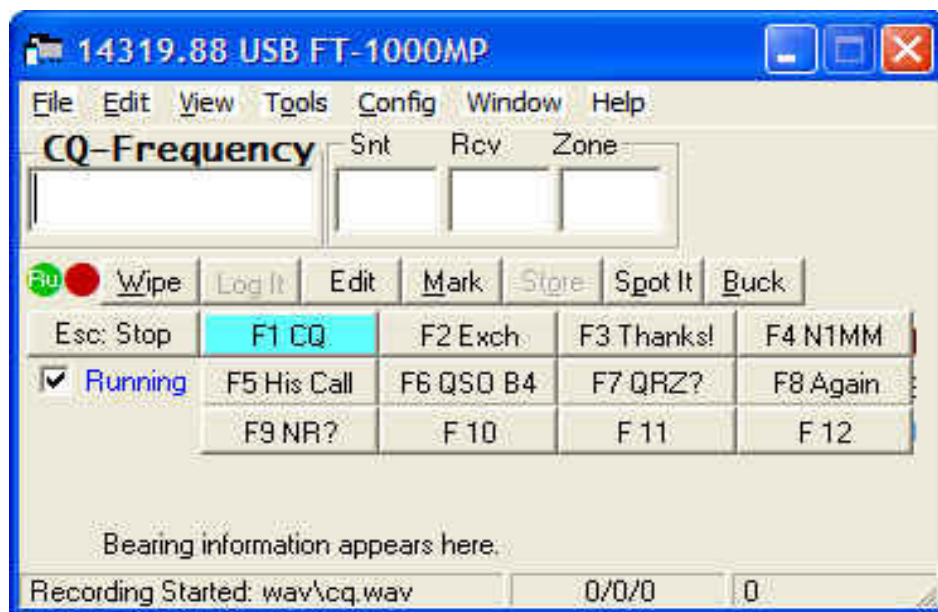 14319.88 USB FT-1000MP
File Edit View Tools Config Window Help
CQ-Frequency Snt Rcv Zone
Ru Wipe Log It Edit Mark Store Spot It Buck
Esc: Stop F1 CQ F2 Exch F3 Thanks! F4 N1MM
Running F5 His Call F6 QSO B4 F7 QRZ? F8 Again
F9 NR? F 10 F 11 F 12
Bearing information appears here.
Recording Started: wav\cq.wav 0/0/0 0